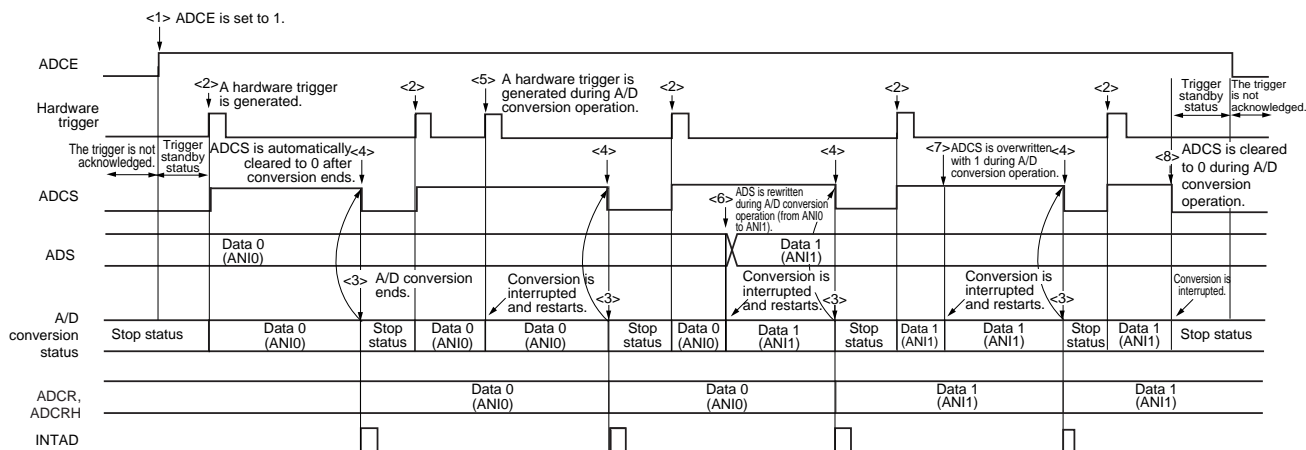 <1> ADCE is set to 1.
ADCE
<2> A hardware trigger
is generated.
<2>
<5> A hardware trigger is
generated during A/D
conversion operation.
<2>
<2>
<2>
Trigger
standby
status
The trigger
is not
acknowledged.
Hardware
trigger
The trigger is not
acknowledged.
Trigger
standby
status
ADCS is automatically
cleared to 0 after
conversion ends.
<4>
<4>
<4>
<7> ADCS is overwritten
with 1 during A/D
conversion operation.
<4>
<8> ADCS is cleared
to 0 during A/D
conversion
operation.
ADCS
<6> ADS is rewritten
during A/D conversion
operation (from ANI0
to ANI1).
ADS
Data 0
(ANI0)
Data 1
(ANI1)
<3> A/D conversion
ends.
Conversion is
interrupted
and restarts.
<3>
Conversion is
interrupted
and restarts.
<3>
Conversion is
interrupted
and restarts.
<3>
Conversion is
interrupted.
A/D
conversion
status
Stop status
Data 0
(ANI0)
Stop
status
Data 0
(ANI0)
Data 0
(ANI0)
Stop
status
Data 0
(ANI0)
Data 1
(ANI1)
Stop
status
Data 1
(ANI1)
Data 1
(ANI1)
Stop
status
Data 1
(ANI1)
Stop status
ADCR,
ADCRH
Data 0
(ANI0)
Data 0
(ANI0)
Data 1
(ANI1)
Data 1
(ANI1)
INTAD